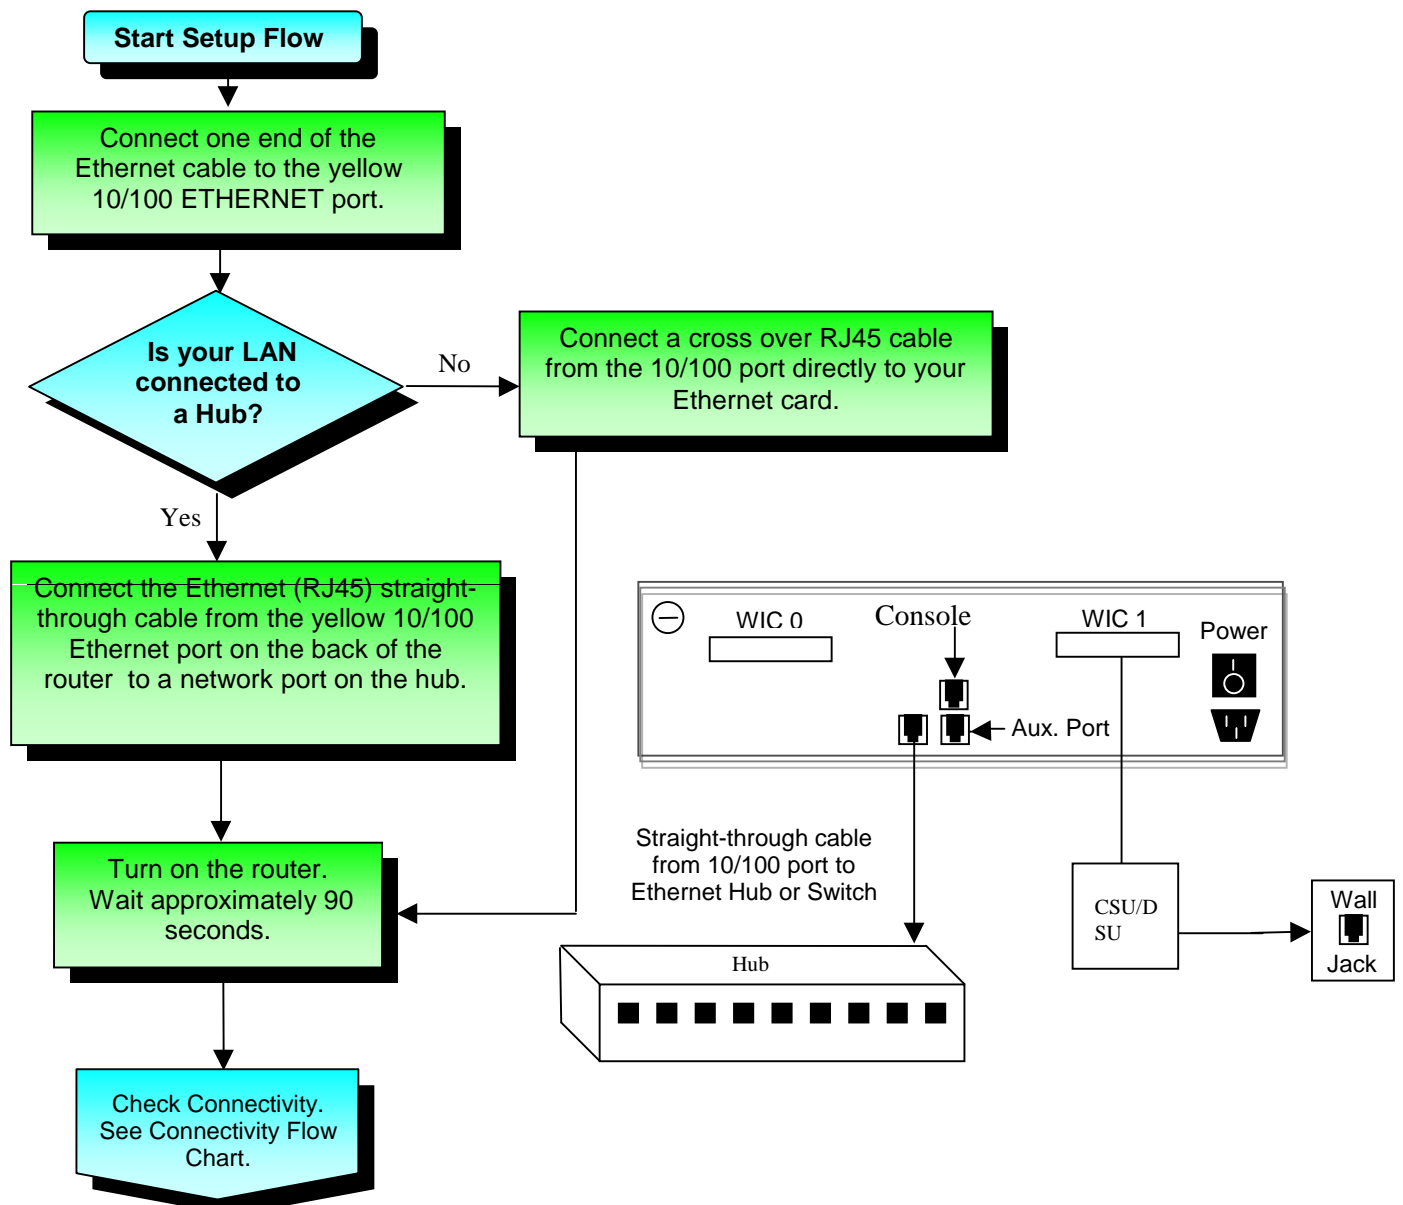 Start Setup Flow
Connect one end of the
Ethernet cable to the yellow
10/100 ETHERNET port.
Is your LAN
connected to
a Hub?
No
Connect a cross over RJ45 cable
from the 10/100 port directly to your
Ethernet card.
Yes
Connect the Ethernet (RJ45) straight-
through cable from the yellow 10/100
Ethernet port on the back of the
router to a network port on the hub.
Turn on the router.
Wait approximately 90
seconds.
Check Connectivity.
See Connectivity Flow
Chart.
WIC 0
Console
WIC 1
Power
Aux. Port
Straight-through cable
from 10/100 port to
Ethernet Hub or Switch
Hub
CSU/D
SU
Wall
Jack